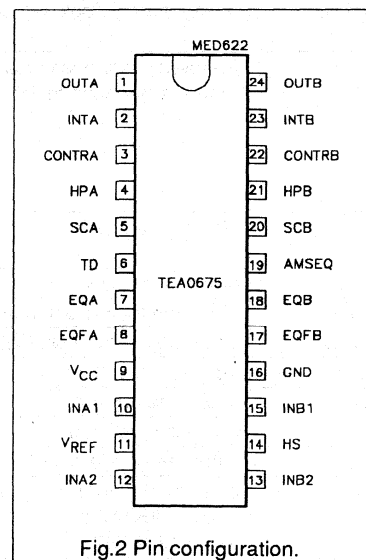 MED622
OUTA 1 24 OUTB
INTA 2 23 INTB
CONTRA 3 22 CONTRB
HPA 4 21 HPB
SCA 5 20 SCB
TD 6 19 AMSEQ
TEA0675
EQA 7 18 EQB
EQFA 8 17 EQFB
VCC 9 16 GND
INA1 10 15 INB1
VREF 11 14 HS
INA2 12 13 INB2
Fig.2 Pin configuration.